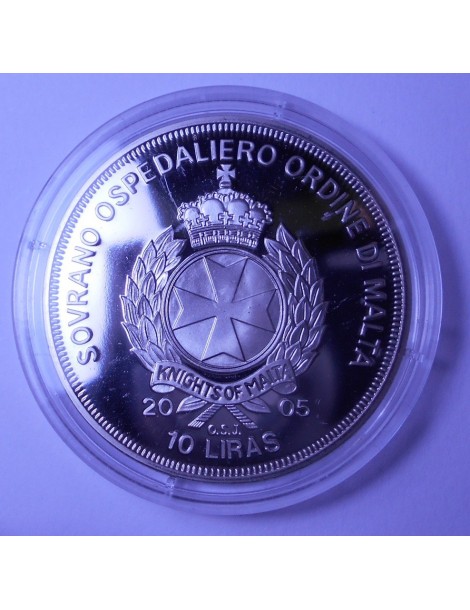 SOVRANO OSPEDALIERO ORDINE DI MALTA
KNIGHTS OF MALTA
20 05
O.S.J.
10 LIRAS